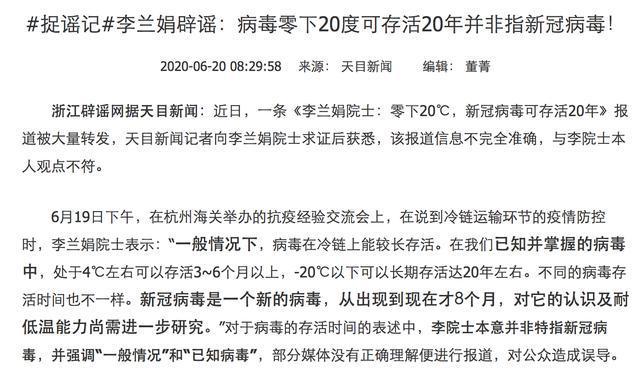 #捉谣记#李兰娟辟谣：病毒零下20度可存活20年并非指新冠病毒！
2020-06-20 08:29:58 来源： 天目新闻 编辑： 董菁
浙江辟谣网据天目新闻：近日，一条《李兰娟院士：零下20℃，新冠病毒可存活20年》报
道被大量转发，天目新闻记者向李兰娟院士求证后获悉，该报道信息不完全准确，与李院士本
人观点不符。
6月19日下午，在杭州海关举办的抗疫经验交流会上，在说到冷链运输环节的疫情防控
时，李兰娟院士表示：“一般情况下，病毒在冷链上能较长存活。在我们已知并掌握的病毒
中，处于4℃左右可以存活3~6个月以上，-20℃以下可以长期存活达20年左右。不同的病毒存
活时间也不一样。新冠病毒是一个新的病毒，从出现到现在才8个月，对它的认识及耐
低温能力尚需进一步研究。”对于病毒的存活时间的表述中，李院士本意并非特指新冠病
毒，并强调“一般情况”和“已知病毒”，部分媒体没有正确理解便进行报道，对公众造成误导。